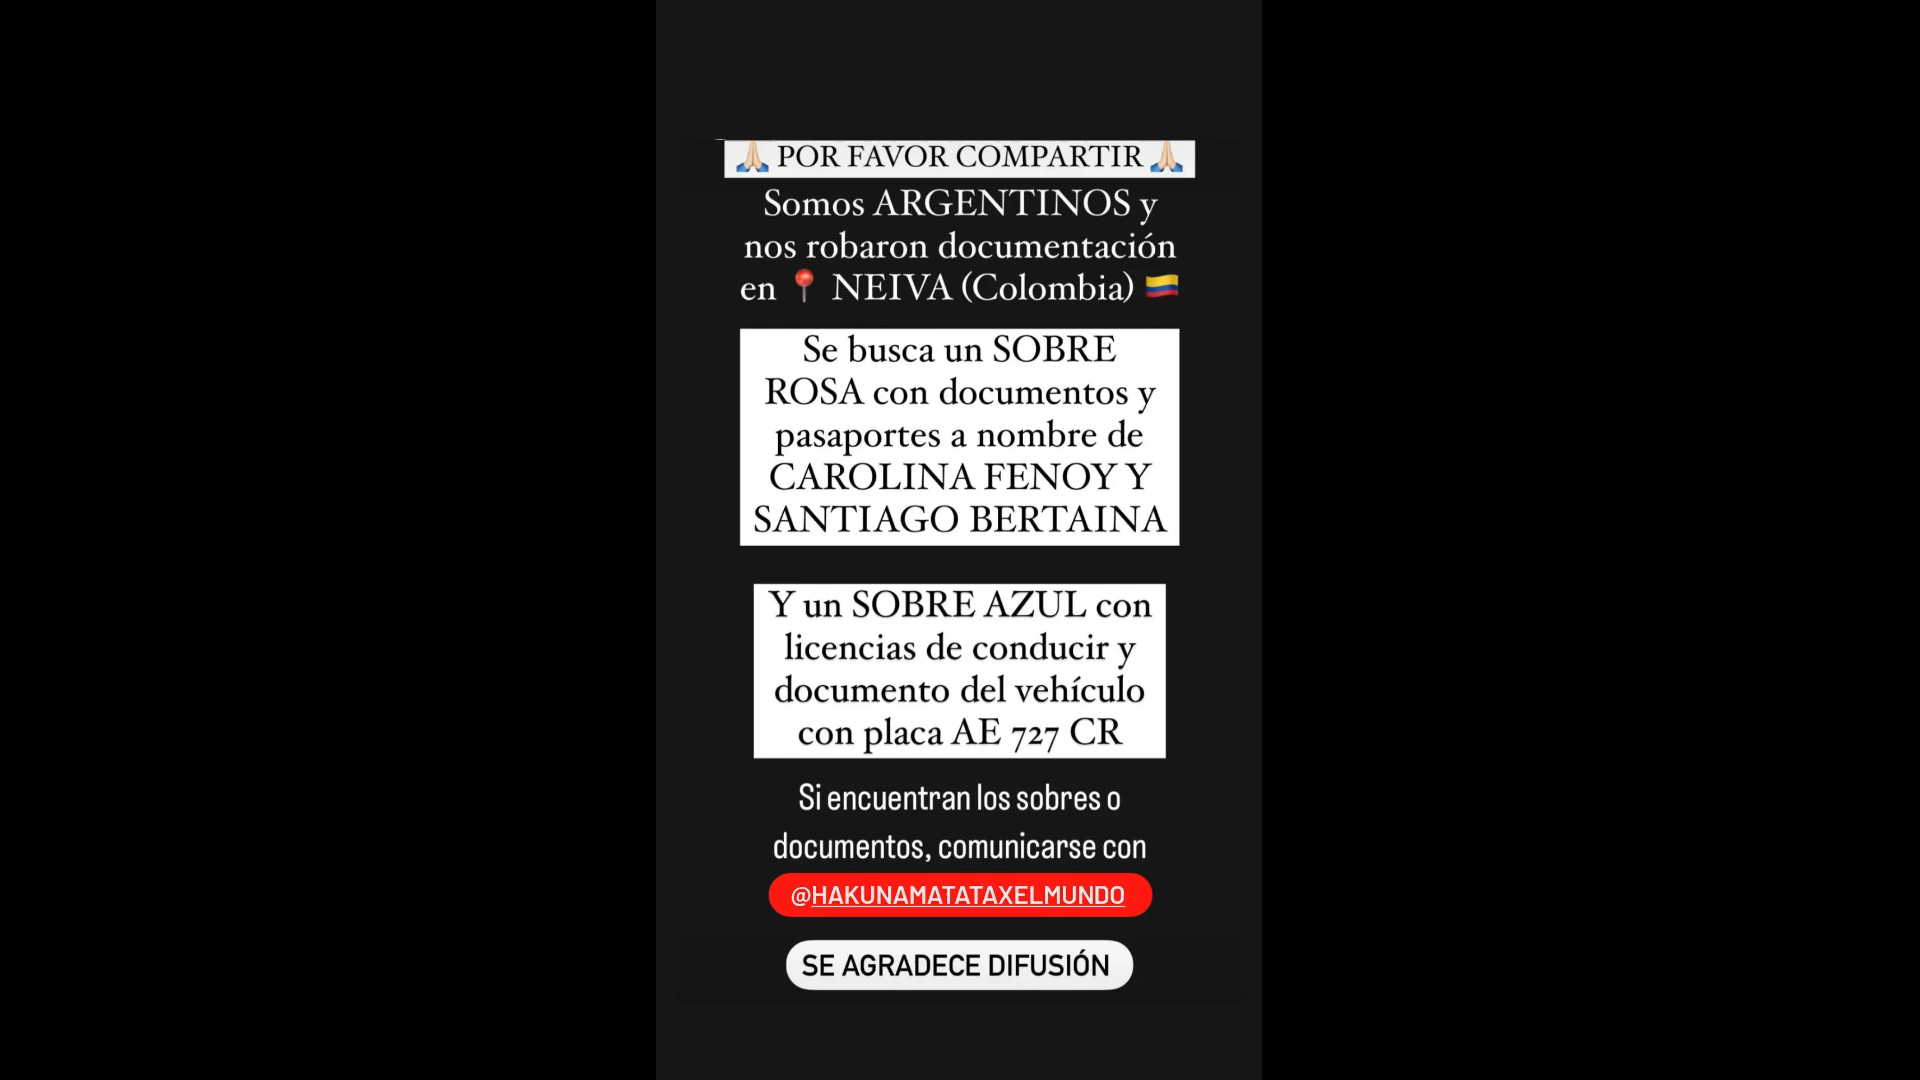 🙏🏻 POR FAVOR COMPARTIR 🙏🏻
Somos ARGENTINOS y
nos robaron documentación
en 📍 NEIVA (Colombia) 🇨🇴
Se busca un SOBRE
ROSA con documentos y
pasaportes a nombre de
CAROLINA FENOY Y
SANTIAGO BERTAINA
Y un SOBRE AZUL con
licencias de conducir y
documento del vehículo
con placa AE 727 CR
Si encuentran los sobres o
documentos, comunicarse con
@HAKUNAMATATAXELMUNDO
SE AGRADECE DIFUSIÓN